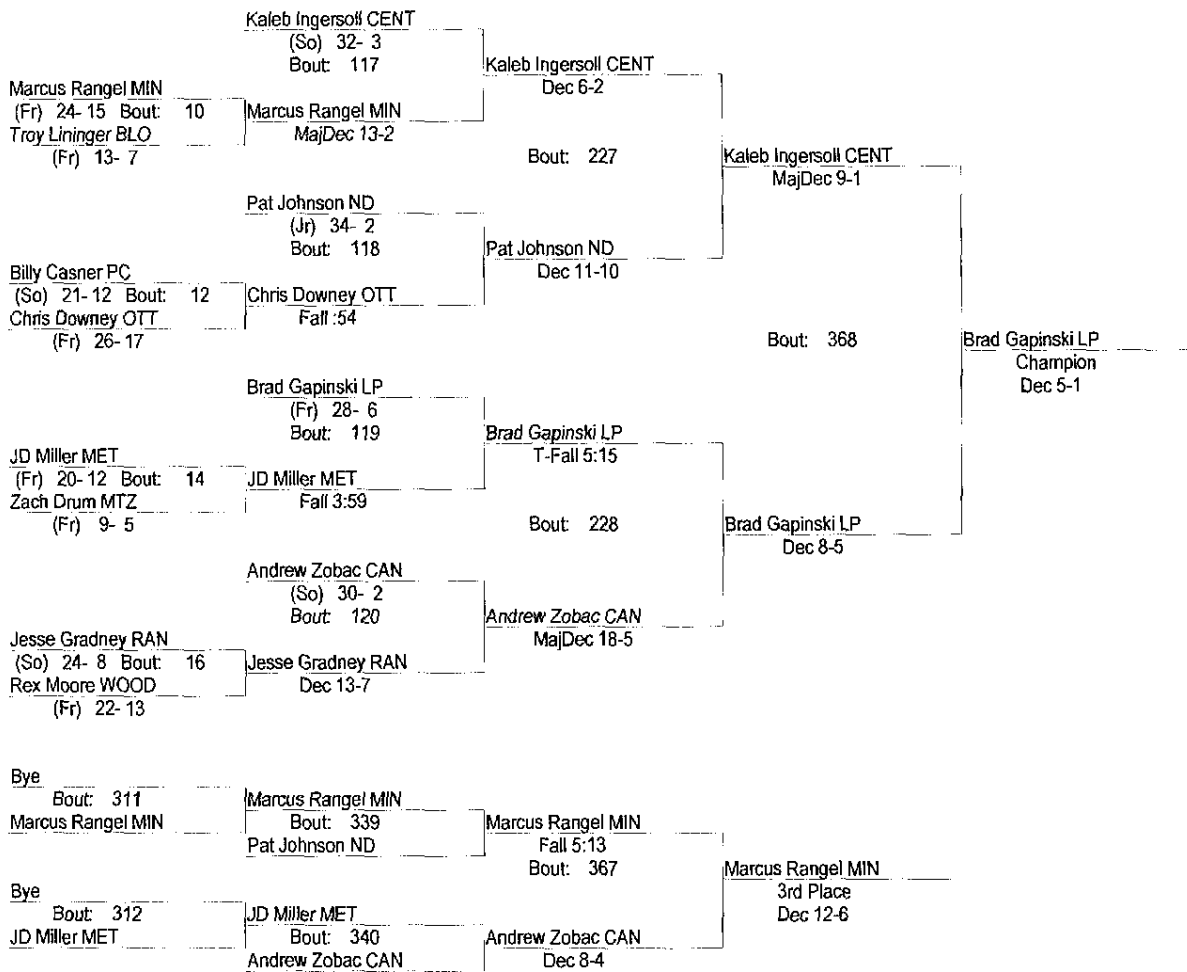 Kaleb Ingersoll CENT
(So) 32- 3
Bout: 117
Kaleb Ingersoll CENT
Dec 6-2
Marcus Rangel MIN
(Fr) 24- 15 Bout: 10
Troy Lininger BLO
(Fr) 13- 7
Marcus Rangel MIN
MajDec 13-2
Bout: 227
Kaleb Ingersoll CENT
MajDec 9-1
Pat Johnson ND
(Jr) 34- 2
Bout: 118
Pat Johnson ND
Dec 11-10
Billy Casner PC
(So) 21- 12 Bout: 12
Chris Downey OTT
(Fr) 26- 17
Chris Downey OTT
Fall :54
Bout: 368
Brad Gapinski LP
Champion
Dec 5-1
Brad Gapinski LP
(Fr) 28- 6
Bout: 119
Brad Gapinski LP
T-Fall 5:15
JD Miller MET
(Fr) 20- 12 Bout: 14
Zach Drum MTZ
(Fr) 9- 5
JD Miller MET
Fall 3:59
Bout: 228
Brad Gapinski LP
Dec 8-5
Andrew Zobac CAN
(So) 30- 2
Bout: 120
Andrew Zobac CAN
MajDec 18-5
Jesse Gradney RAN
(So) 24- 8 Bout: 16
Rex Moore WOOD
(Fr) 22- 13
Jesse Gradney RAN
Dec 13-7
Bye
Bout: 311
Marcus Rangel MIN
Marcus Rangel MIN
Bout: 339
Pat Johnson ND
Marcus Rangel MIN
Fall 5:13
Bout: 367
Marcus Rangel MIN
3rd Place
Dec 12-6
Bye
Bout: 312
JD Miller MET
JD Miller MET
Bout: 340
Andrew Zobac CAN
Andrew Zobac CAN
Dec 8-4